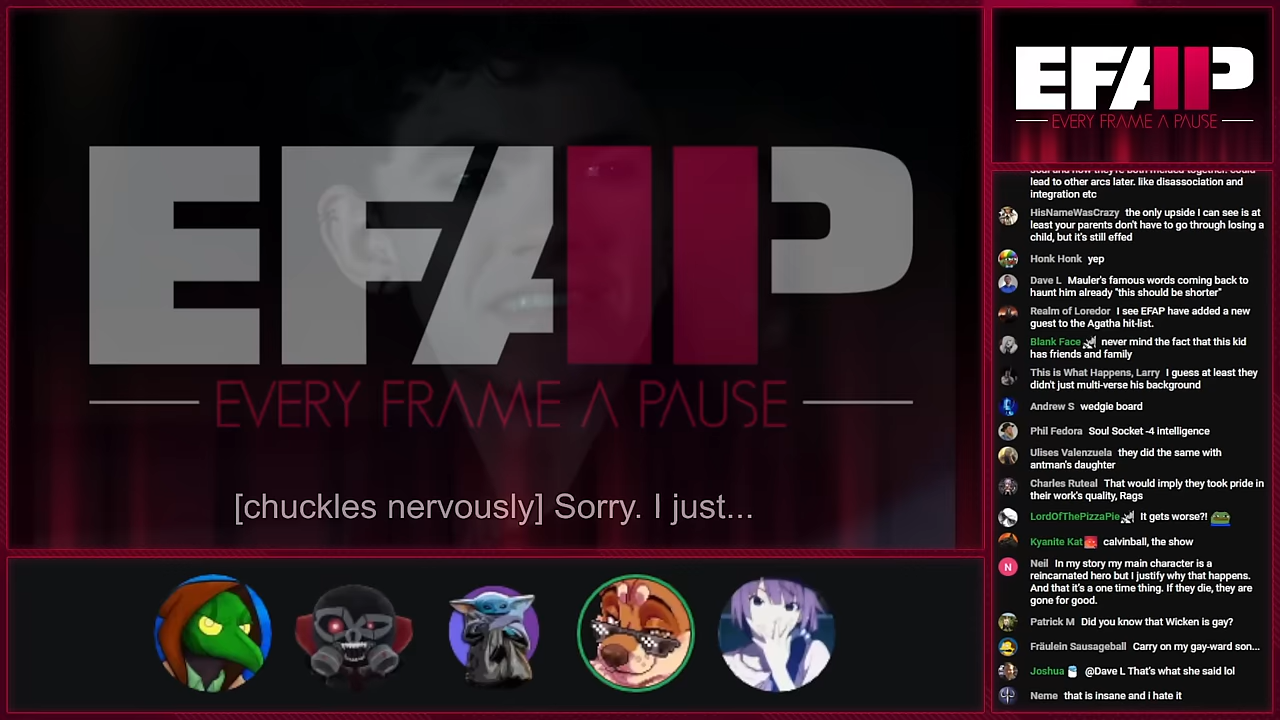 EFAP
EVERY FRAME A PAUSE
[chuckles nervously] Sorry. I just...
EFAP
EVERY FRAME A PAUSE
soul and how they're both melded together. could
lead to other arcs later. like disassociation and
integration etc
HisNameWasCrazy the only upside I can see is at
least your parents don't have to go through losing a
child, but it's still effed
Honk Honk yep
Dave L Mauler's famous words coming back to
haunt him already "this should be shorter"
Realm of Loredor I see EFAP have added a new
guest to the Agatha hit-list.
Blank Face never mind the fact that this kid
has friends and family
This is What Happens, Larry I guess at least they
didn't just multi-verse his background
Andrew S wedgie board
Phil Fedora Soul Socket -4 intelligence
Ulises Valenzuela they did the same with
antman's daughter
Charles Ruteal That would imply they took pride in
their work's quality, Rags
LordOfThePizzaPie It gets worse?!
Kyanite Kat calvinball, the show
N
Neil In my story my main character is a
reincarnated hero but I justify why that happens.
And that it's a one time thing. If they die, they are
gone for good.
Patrick M Did you know that Wicken is gay?
Fräulein Sausageball Carry on my gay-ward son...
Joshua @Dave L That's what she said lol
Neme that is insane and i hate it